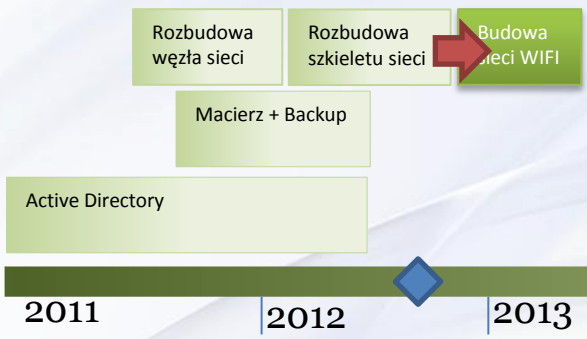 Rozbudowa
węzła sieci
Rozbudowa
szkieletu sieci
Budowa
sieci WIFI
Macierz + Backup
Active Directory
2011
2012
2013